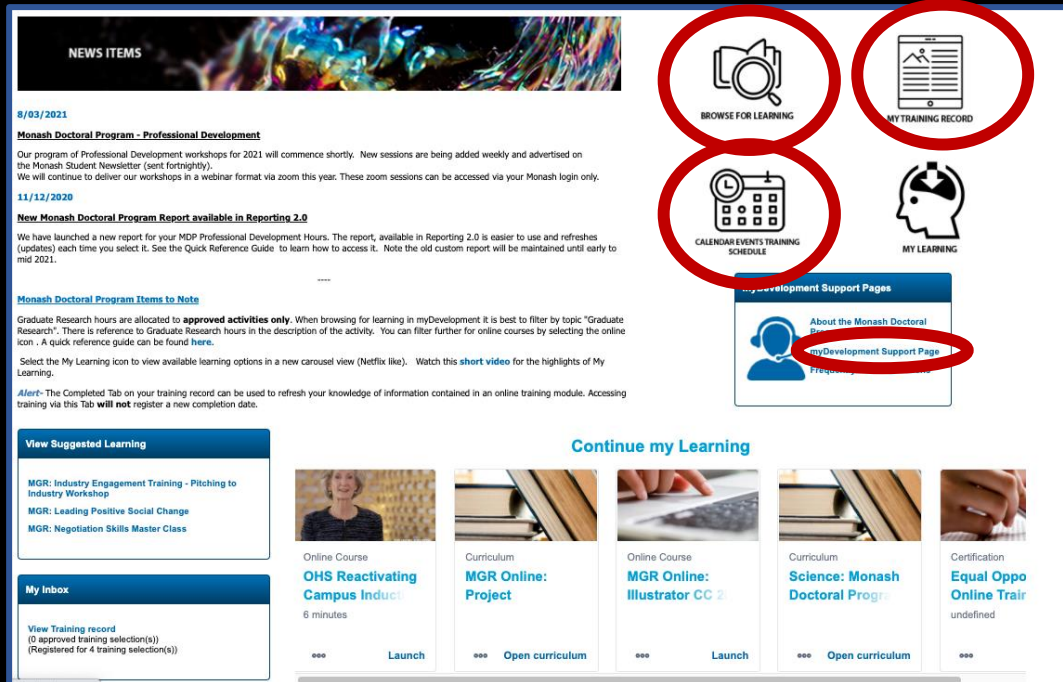 NEWS ITEMS
8/03/2021
Monash Doctoral Program - Professional Development
Our program of Professional Development workshops for 2021 will commence shortly. New sessions are being added weekly and advertised on
the Monash Student Newsletter (sent fortnightly).
We will continue to deliver our workshops in a webinar format via zoom this year. These zoom sessions can be accessed via your Monash login only.
11/12/2020
New Monash Doctoral Program Report available in Reporting 2.0
We have launched a new report for your MDP Professional Development Hours. The report, available in Reporting 2.0 is easier to use and refreshes
(updates) each time you select it. See the Quick Reference Guide to learn how to access it. Note the old custom report will be maintained until early to
mid 2021.
----
Monash Doctoral Program Items to Note
Graduate Research hours are allocated to approved activities only. When browsing for learning in myDevelopment it is best to filter by topic "Graduate
Research". There is reference to Graduate Research hours in the description of the activity. You can filter further for online courses by selecting the online
icon . A quick reference guide can be found here.
Select the My Learning icon to view available learning options in a new carousel view (Netflix like). Watch this short video for the highlights of My
Learning.
Alert- The Completed Tab on your training record can be used to refresh your knowledge of information contained in an online training module. Accessing
training via this Tab will not register a new completion date.
BROWSE FOR LEARNING
MY TRAINING RECORD
CALENDAR EVENTS TRAINING
SCHEDULE
MY LEARNING
myDevelopment Support Pages
About the Monash Doctoral
myDevelopment Support Page
View Suggested Learning
MGR: Industry Engagement Training - Pitching to
Industry Workshop
MGR: Leading Positive Social Change
MGR: Negotiation Skills Master Class
My Inbox
View Training record
(0 approved training selection(s))
(Registered for 4 training selection(s))
Continue my Learning
Online Course
OHS Reactivating
Campus Induct
6 minutes
Launch
Curriculum
MGR Online:
Project
Open curriculum
Online Course
MGR Online:
Illustrator CC 2
Launch
Curriculum
Science: Monash
Doctoral Progr
Open curriculum
Certification
Equal Oppo
Online Train
undefined